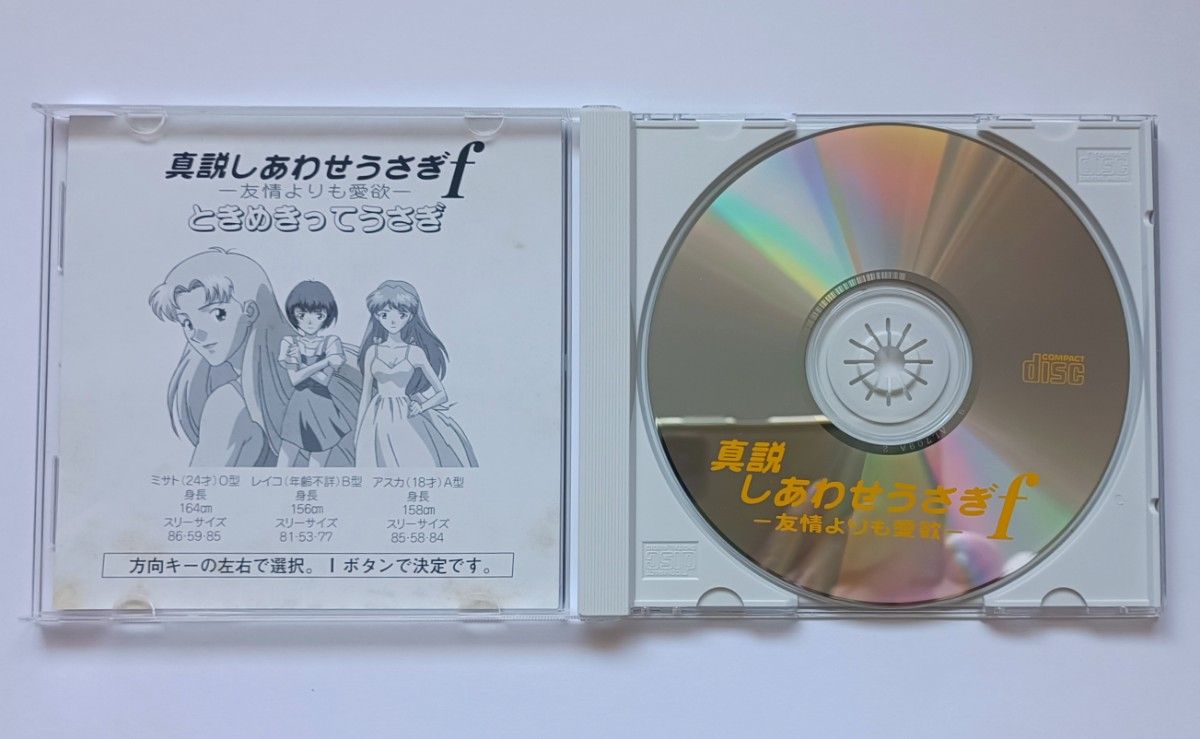 真説しあわせうさぎf
―友情よりも愛欲―
ときめきってうさぎ
ミサト(24才)O型
身長
164cm
スリーサイズ
86・59・85
レイコ(年齢不詳)B型
身長
156cm
スリーサイズ
81・53・77
アスカ(18才)A型
身長
158cm
スリーサイズ
85・58・84
方向キーの左右で選択。Iボタンで決定です。
COMPACT
disc
真説
しあわせうさぎf
―友情よりも愛欲―